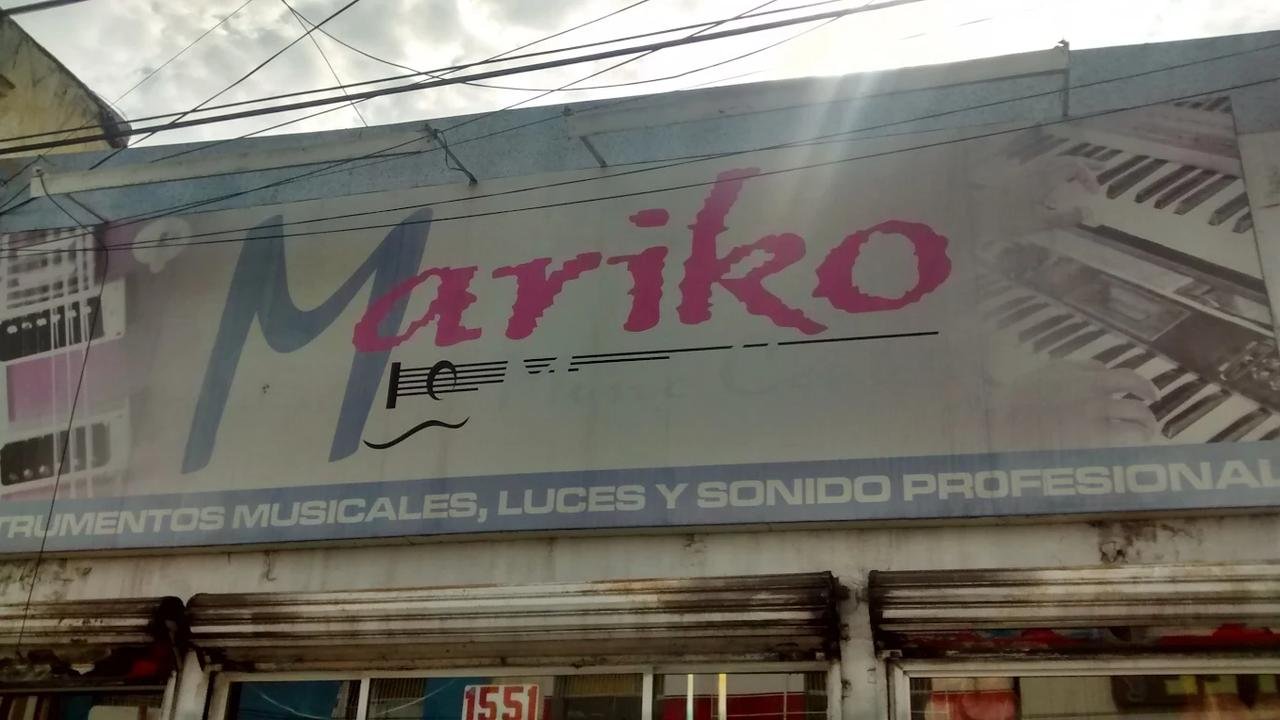 Mariko
TRUMENTOS MUSICALES, LUCES Y SONIDO PROFESIONAL
1551